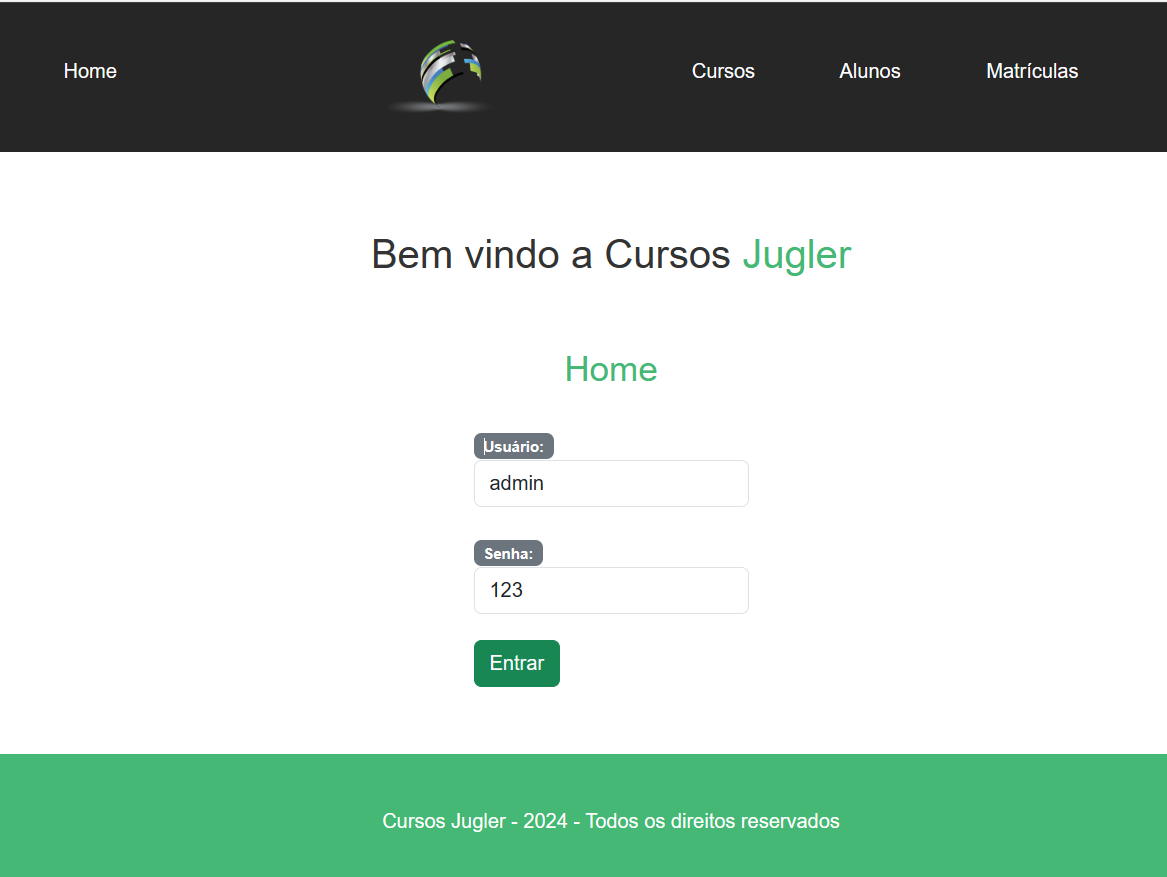 Home Cursos Alunos Matrículas
Bem vindo a Cursos Jugler
Home
Usuário:
admin
Senha:
123
Entrar
Cursos Jugler - 2024 - Todos os direitos reservados